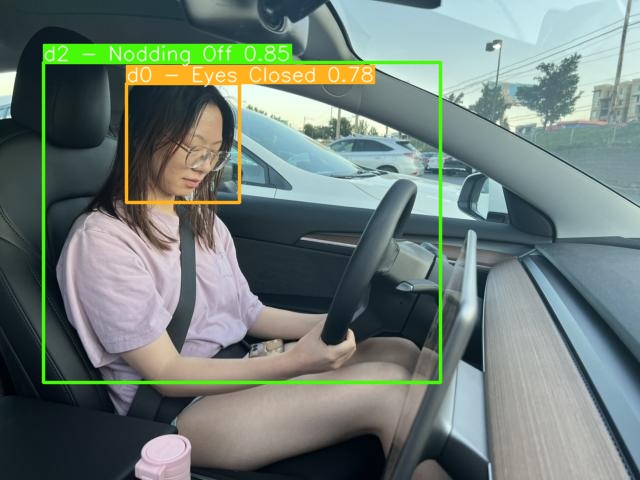 d2 – Nodding Off 0.85
d0 – Eyes Closed 0.78